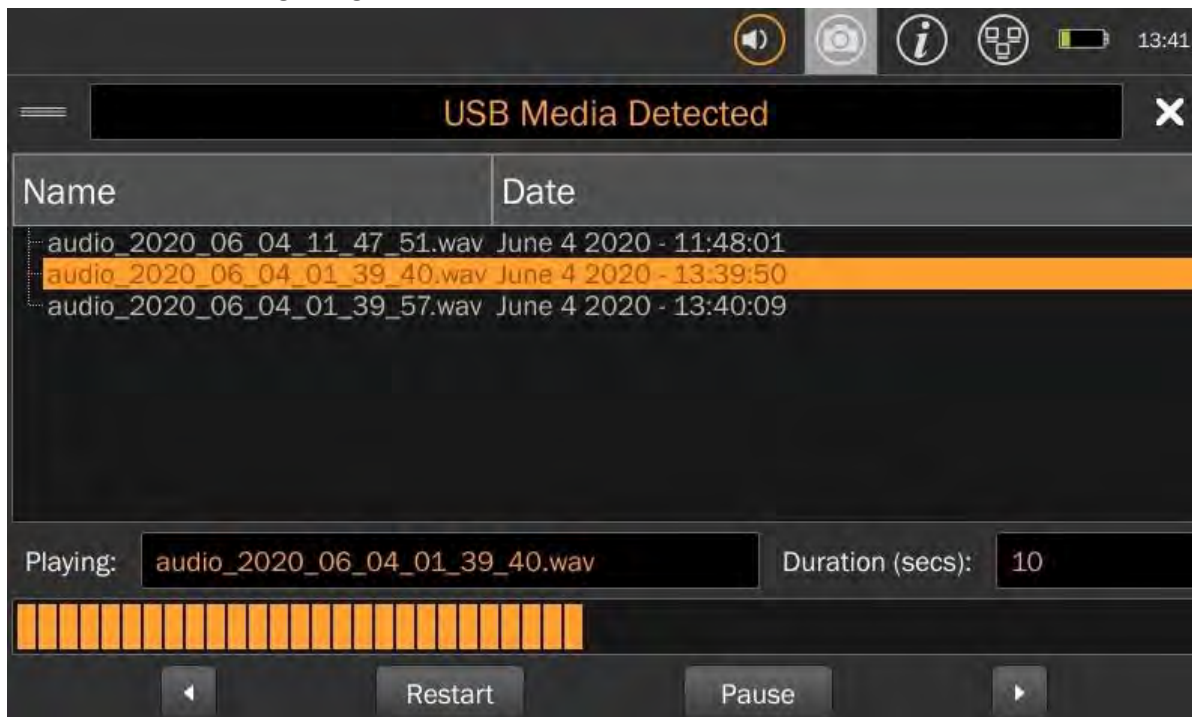 13:41
USB Media Detected
Name Date
audio_2020_06_04_11_47_51.wav June 4 2020 - 11:48:01
audio_2020_06_04_01_39_40.wav June 4 2020 - 13:39:50
audio_2020_06_04_01_39_57.wav June 4 2020 - 13:40:09
Playing: audio_2020_06_04_01_39_40.wav Duration (secs): 10
Restart Pause